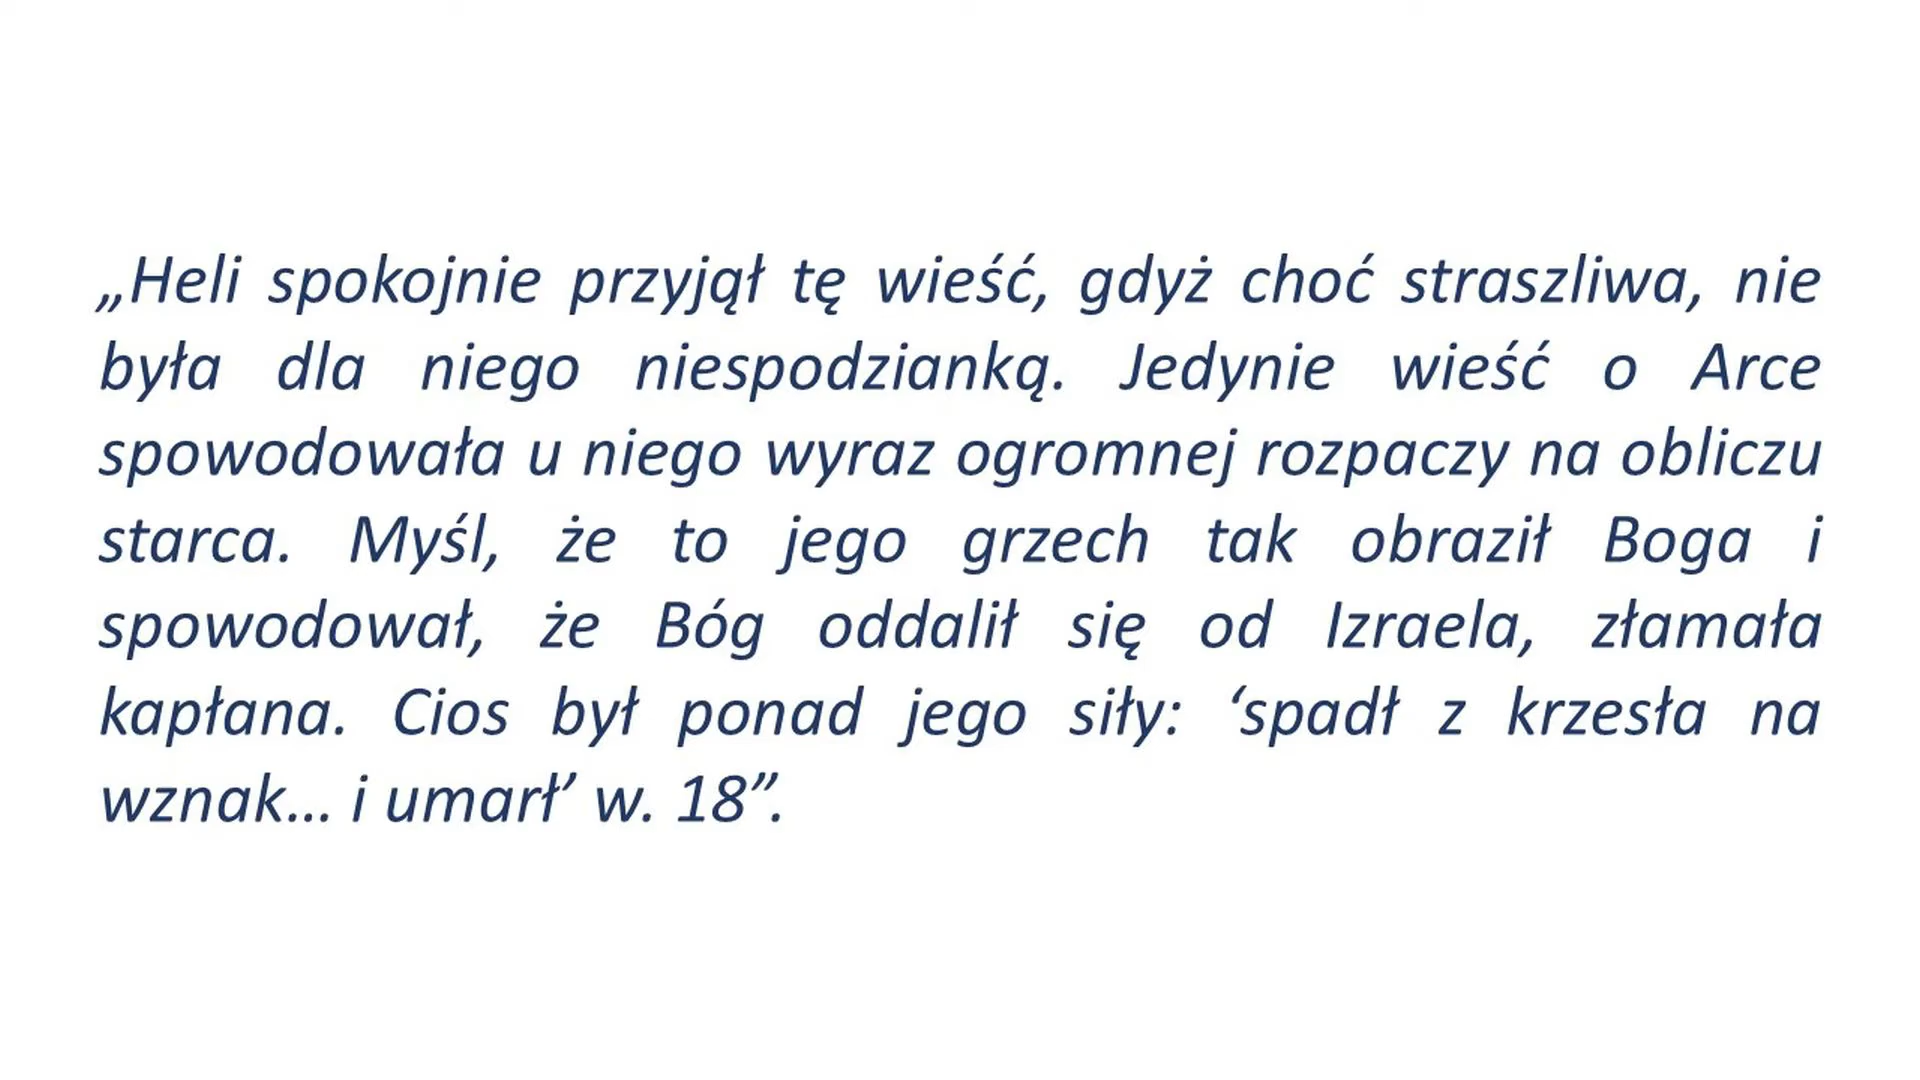 „Heli spokojnie przyjął tę wieść, gdyż choć straszliwa, nie
była dla niego niespodzianką. Jedynie wieść o Arce
spowodowała u niego wyraz ogromnej rozpaczy na obliczu
starca. Myśl, że to jego grzech tak obraził Boga i
spowodował, że Bóg oddalił się od Izraela, złamała
kapłana. Cios był ponad jego siły: ‘spadł z krzesła na
wznak… i umarł’ w. 18”.